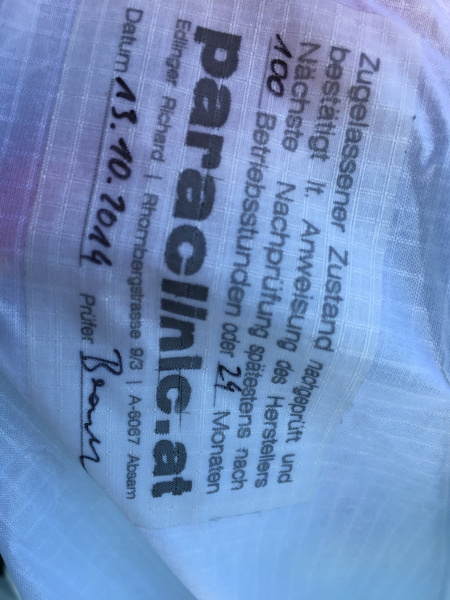 Zugelassener Zustand nachgeprüft und
bestätigt lt. Anweisung des Herstellers
Nächste Nachprüfung spätestens nach
100 Betriebsstunden oder 24 Monaten
paraclinic.at
Edlinger Richard | Rhombergstrasse 9/3 | A-6067 Absam
Datum 13.10.2014 Prüfer